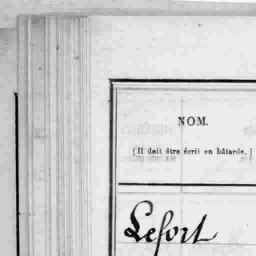 NOM.
(Il doit être écrit en bâtarde.)
Lefort